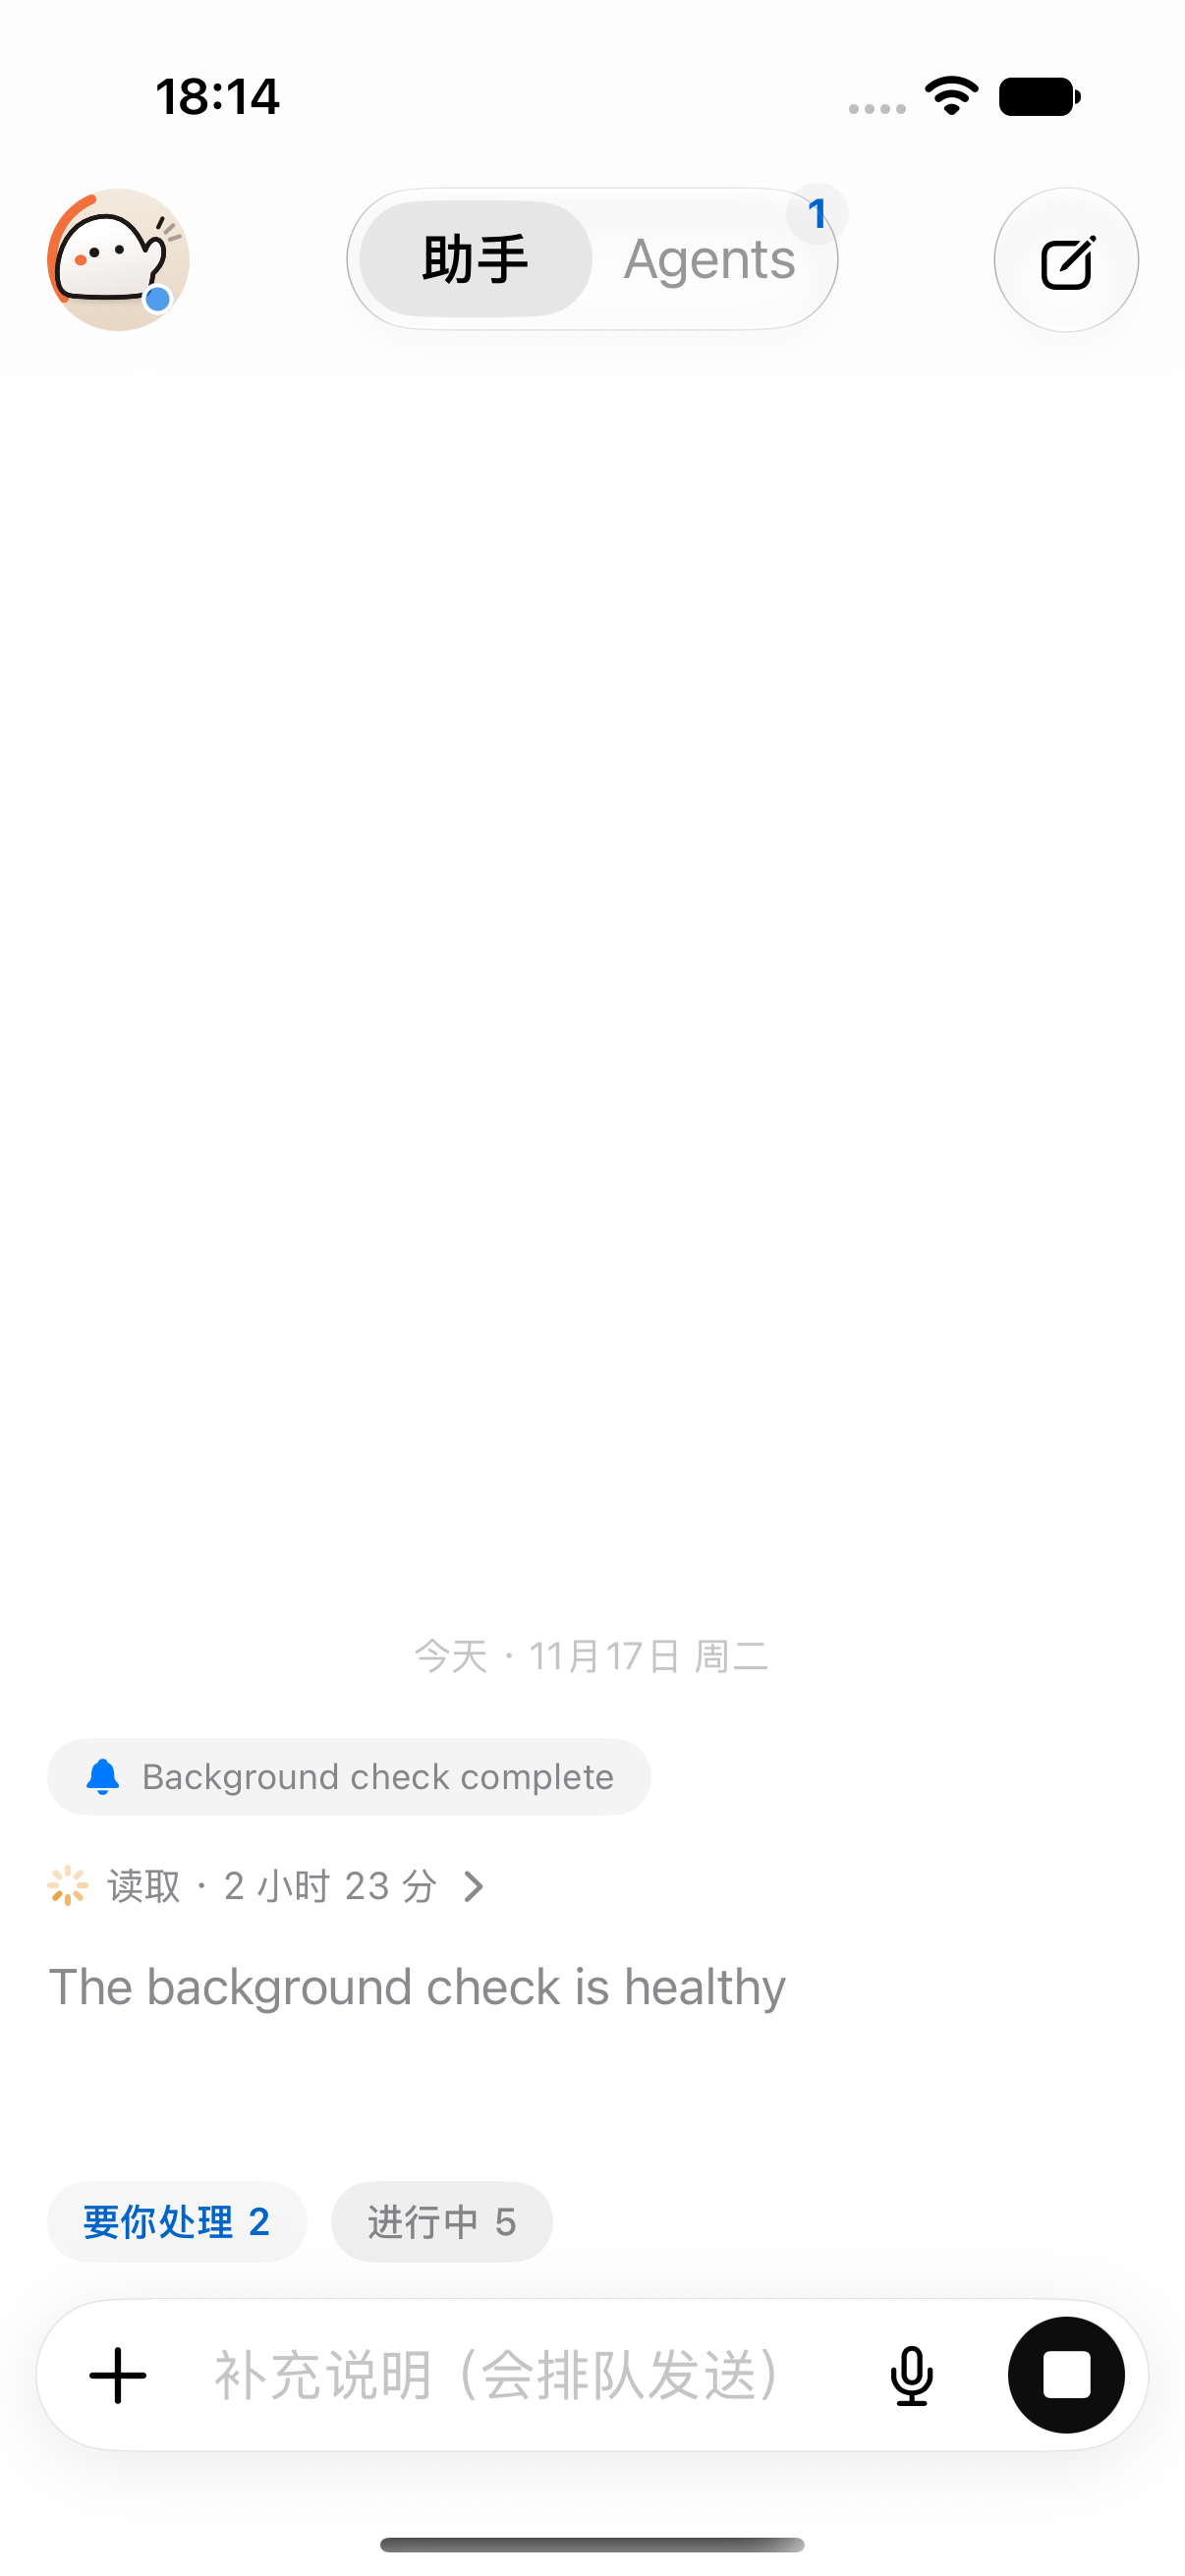 18:14
助手
Agents
1
今天 · 11月17日 周二
Background check complete
读取 · 2 小时 23 分
The background check is healthy
要你处理 2
进行中 5
补充说明（会排队发送）